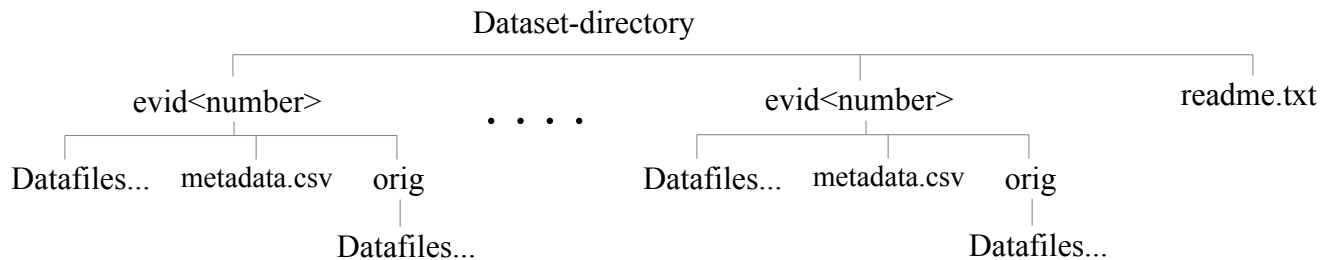 Dataset-directory
evid<number> . . . . evid<number> readme.txt
Datafiles... metadata.csv orig Datafiles... metadata.csv orig
Datafiles... Datafiles...